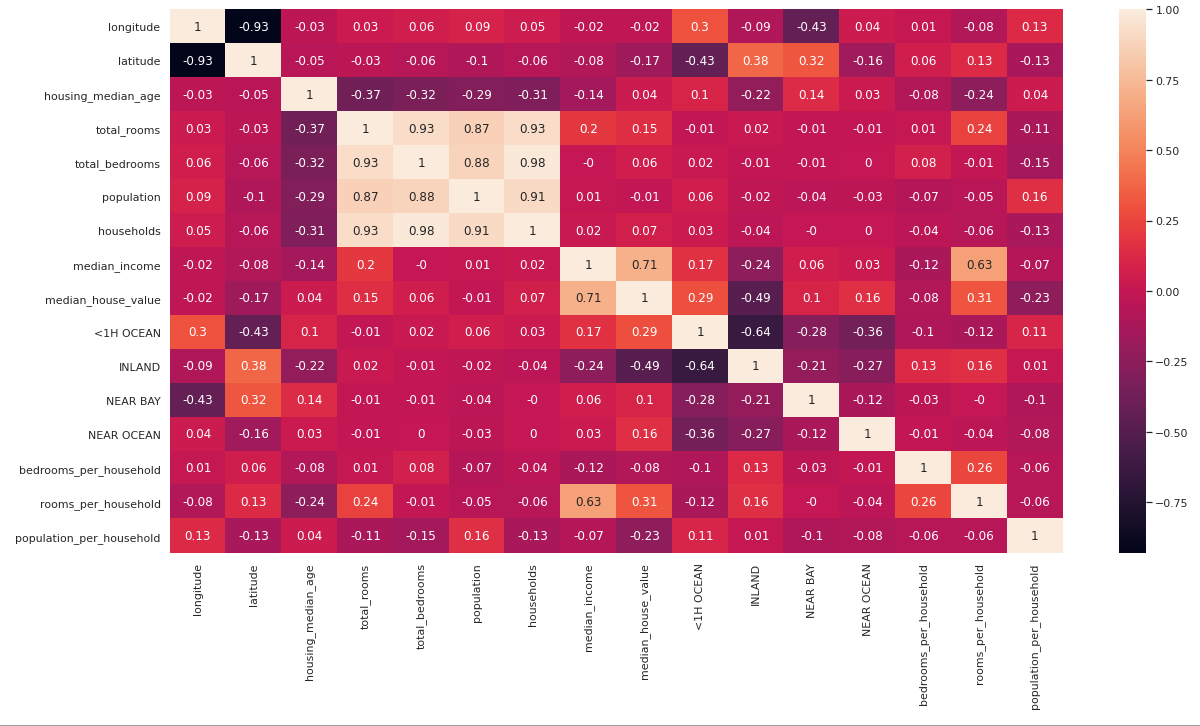 longitude 1 -0.93 -0.03 0.03 0.06 0.09 0.05 -0.02 -0.02 0.3 -0.09 -0.43 0.04 0.01 -0.08 0.13
latitude -0.93 1 -0.05 -0.03 -0.06 -0.1 -0.06 -0.08 -0.17 -0.43 0.38 0.32 -0.16 0.06 0.13 -0.13
housing_median_age -0.03 -0.05 1 -0.37 -0.32 -0.29 -0.31 -0.14 0.04 0.1 -0.22 0.14 0.03 -0.08 -0.24 0.04
total_rooms 0.03 -0.03 -0.37 1 0.93 0.87 0.93 0.2 0.15 -0.01 0.02 -0.01 -0.01 0.01 0.24 -0.11
total_bedrooms 0.06 -0.06 -0.32 0.93 1 0.88 0.98 -0 0.06 0.02 -0.01 -0.01 0 0.08 -0.01 -0.15
population 0.09 -0.1 -0.29 0.87 0.88 1 0.91 0.01 -0.01 0.06 -0.02 -0.04 -0.03 -0.07 -0.05 0.16
households 0.05 -0.06 -0.31 0.93 0.98 0.91 1 0.02 0.07 0.03 -0.04 -0 0 -0.04 -0.06 -0.13
median_income -0.02 -0.08 -0.14 0.2 -0 0.01 0.02 1 0.71 0.17 -0.24 0.06 0.03 -0.12 0.63 -0.07
median_house_value -0.02 -0.17 0.04 0.15 0.06 -0.01 0.07 0.71 1 0.29 -0.49 0.1 0.16 -0.08 0.31 -0.23
<1H OCEAN 0.3 -0.43 0.1 -0.01 0.02 0.06 0.03 0.17 0.29 1 -0.64 -0.28 -0.36 -0.1 -0.12 0.11
INLAND -0.09 0.38 -0.22 0.02 -0.01 -0.02 -0.04 -0.24 -0.49 -0.64 1 -0.21 -0.27 0.13 0.16 0.01
NEAR BAY -0.43 0.32 0.14 -0.01 -0.01 -0.04 -0 0.06 0.1 -0.28 -0.21 1 -0.12 -0.03 -0 -0.1
NEAR OCEAN 0.04 -0.16 0.03 -0.01 0 -0.03 0 0.03 0.16 -0.36 -0.27 -0.12 1 -0.01 -0.04 -0.08
bedrooms_per_household 0.01 0.06 -0.08 0.01 0.08 -0.07 -0.04 -0.12 -0.08 -0.1 0.13 -0.03 -0.01 1 0.26 -0.06
rooms_per_household -0.08 0.13 -0.24 0.24 -0.01 -0.05 -0.06 0.63 0.31 -0.12 0.16 -0 -0.04 0.26 1 -0.06
population_per_household 0.13 -0.13 0.04 -0.11 -0.15 0.16 -0.13 -0.07 -0.23 0.11 0.01 -0.1 -0.08 -0.06 -0.06 1
longitude
latitude
housing_median_age
total_rooms
total_bedrooms
population
households
median_income
median_house_value
<1H OCEAN
INLAND
NEAR BAY
NEAR OCEAN
bedrooms_per_household
rooms_per_household
population_per_household
1.00
0.75
0.50
0.25
0.00
−0.25
−0.50
−0.75